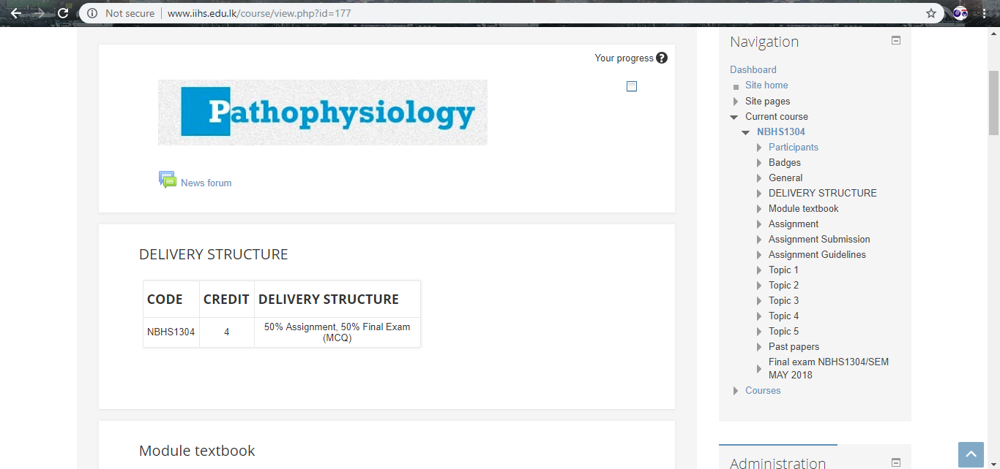 Not secure | www.iihs.edu.lk/course/view.php?id=177
Your progress
Pathophysiology
News forum
DELIVERY STRUCTURE
CODE CREDIT DELIVERY STRUCTURE
NBHS1304 4 50% Assignment, 50% Final Exam
(MCQ)
Module textbook
Navigation
Dashboard
Site home
Site pages
Current course
NBHS1304
Participants
Badges
General
DELIVERY STRUCTURE
Module textbook
Assignment
Assignment Submission
Assignment Guidelines
Topic 1
Topic 2
Topic 3
Topic 4
Topic 5
Past papers
Final exam NBHS1304/SEM
MAY 2018
Courses
Administration